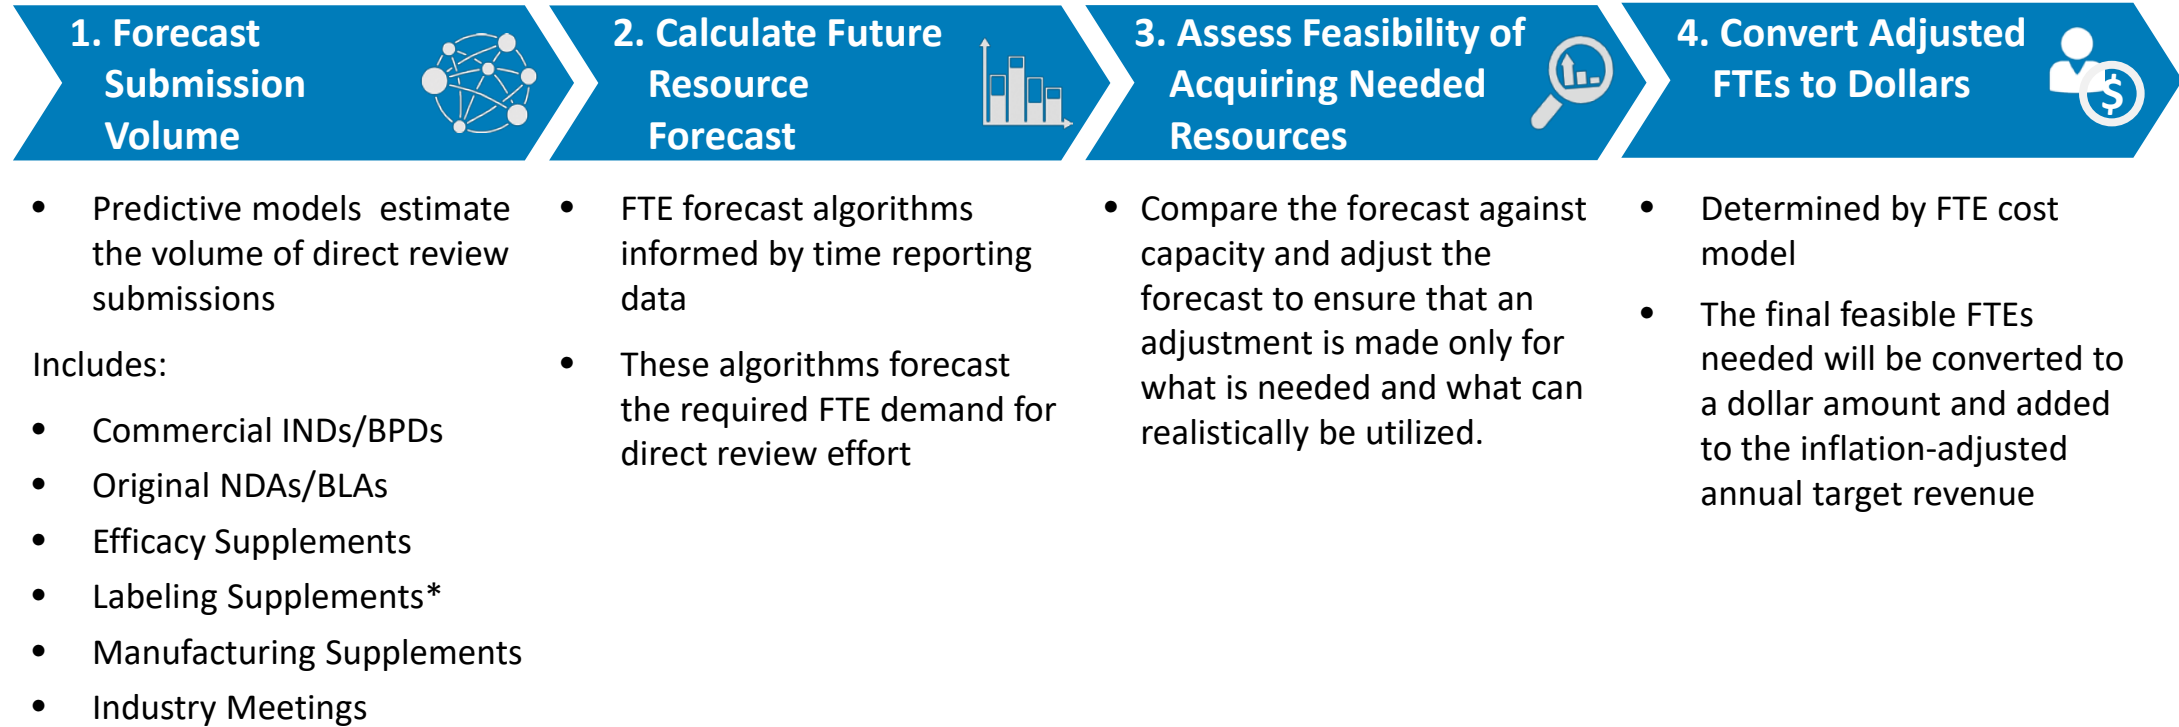 1. Forecast
Submission
Volume
2. Calculate Future
Resource
Forecast
3. Assess Feasibility of
Acquiring Needed
Resources
4. Convert Adjusted
FTEs to Dollars
$
• Predictive models estimate
the volume of direct review
submissions
Includes:
• Commercial INDs/BPDs
• Original NDAs/BLAs
• Efficacy Supplements
• Labeling Supplements*
• Manufacturing Supplements
• Industry Meetings
• FTE forecast algorithms
informed by time reporting
data
• These algorithms forecast
the required FTE demand for
direct review effort
• Compare the forecast against
capacity and adjust the
forecast to ensure that an
adjustment is made only for
what is needed and what can
realistically be utilized.
• Determined by FTE cost
model
• The final feasible FTEs
needed will be converted to
a dollar amount and added
to the inflation-adjusted
annual target revenue